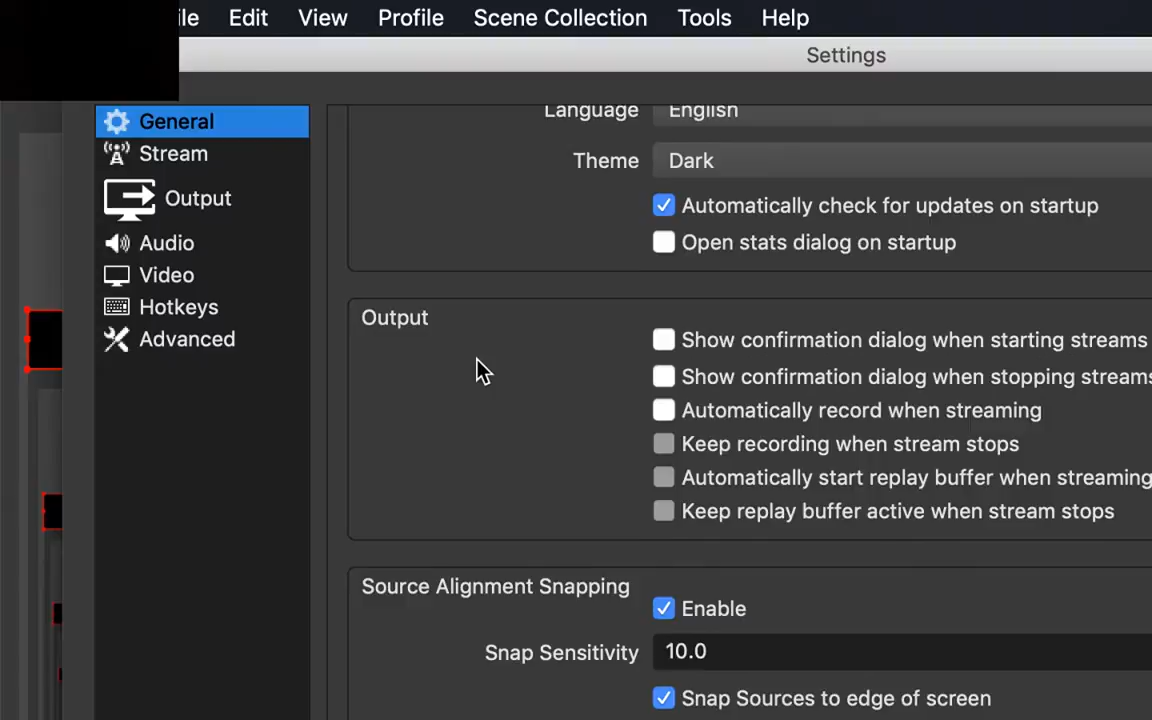 ile Edit View Profile Scene Collection Tools Help
Settings
General
Stream
Output
Audio
Video
Hotkeys
Advanced
Language English
Theme Dark
Automatically check for updates on startup
Open stats dialog on startup
Output
Show confirmation dialog when starting streams
Show confirmation dialog when stopping streams
Automatically record when streaming
Keep recording when stream stops
Automatically start replay buffer when streaming
Keep replay buffer active when stream stops
Source Alignment Snapping
Enable
Snap Sensitivity 10.0
Snap Sources to edge of screen